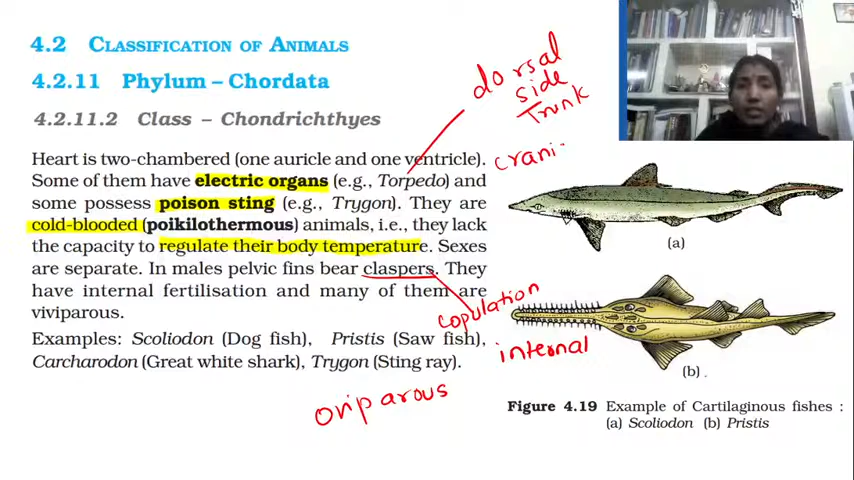 4.2 CLASSIFICATION OF ANIMALS
4.2.11 Phylum – Chordata
4.2.11.2 Class – Chondrichthyes
Heart is two-chambered (one auricle and one ventricle).
Some of them have electric organs (e.g., Torpedo) and
some possess poison sting (e.g., Trygon). They are
cold-blooded (poikilothermous) animals, i.e., they lack
the capacity to regulate their body temperature. Sexes
are separate. In males pelvic fins bear claspers. They
have internal fertilisation and many of them are
viviparous.
Examples: Scoliodon (Dog fish), Pristis (Saw fish),
Carcharodon (Great white shark), Trygon (Sting ray).
dorsal
side
Trunk
crani
copulation
internal
oviparous
(a)
(b)
Figure 4.19 Example of Cartilaginous fishes :
(a) Scoliodon (b) Pristis